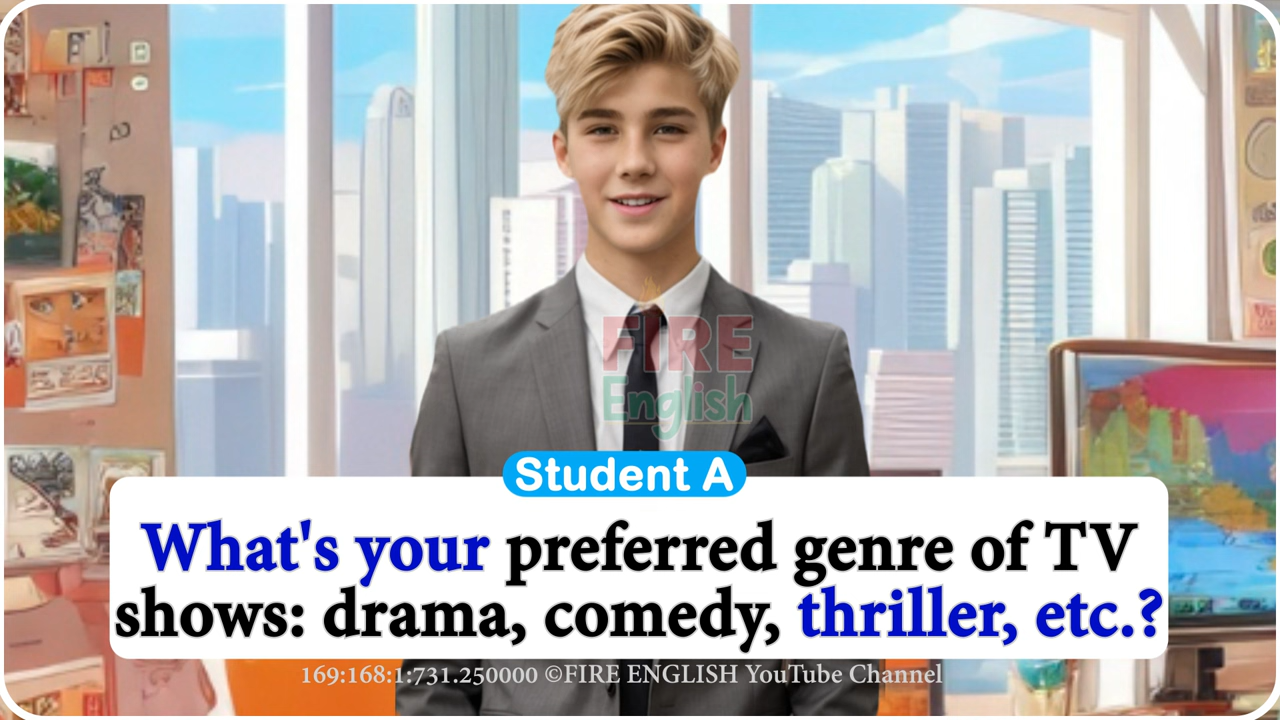 FIRE
English
Student A
What's your preferred genre of TV
shows: drama, comedy, thriller, etc.?
169:168:1:731.250000 ©FIRE ENGLISH YouTube Channel